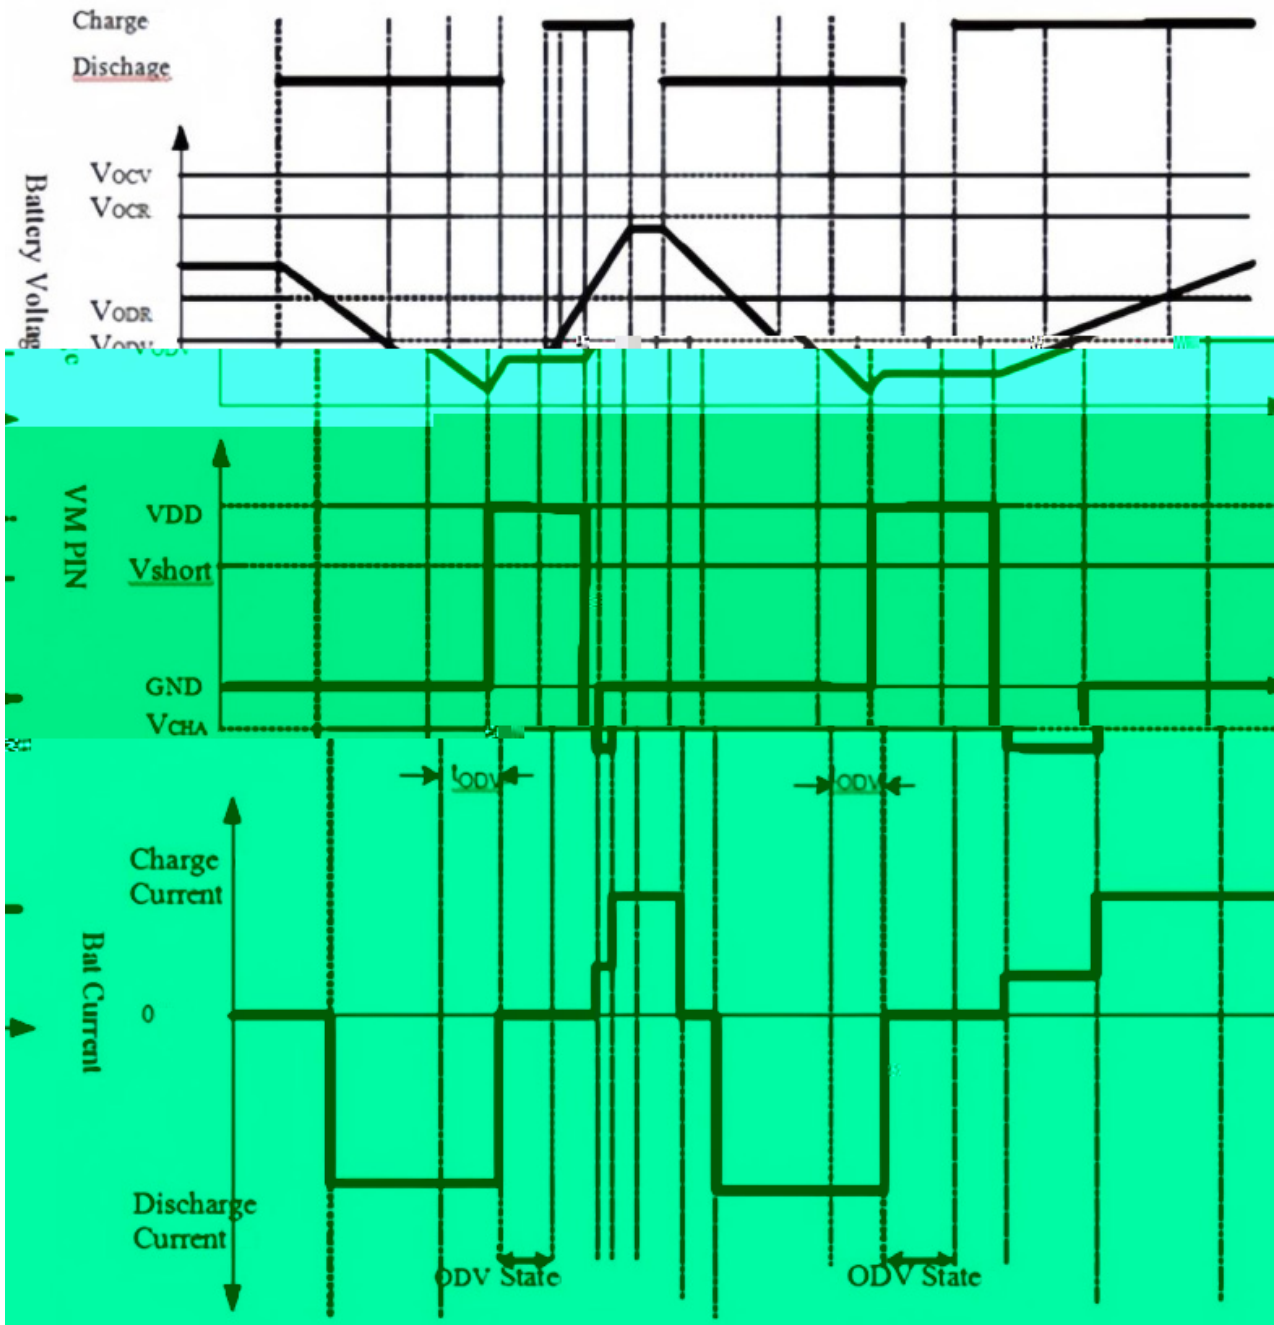 Charge
Dischage
VOCV
VOCR
Battery Voltag
VODR
VM PIN
VDD
Vshort
GND
VCHA
tODV
ODV
Charge
Current
Bat Current
0
Discharge
Current
ODV State
ODV State